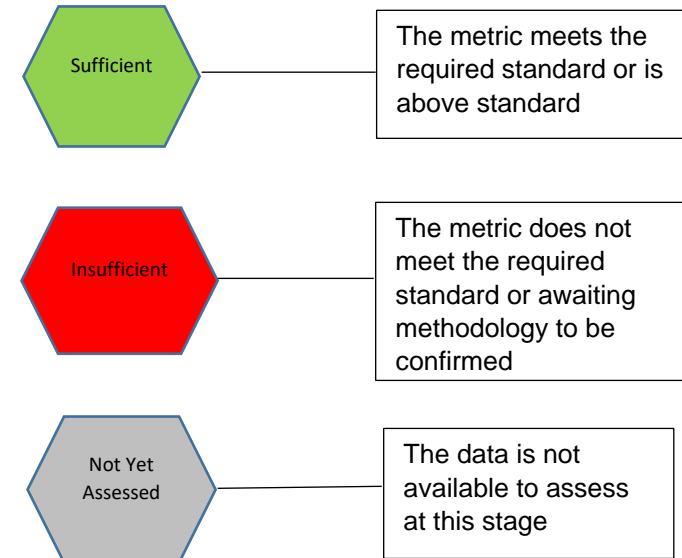 Sufficient
The metric meets the
required standard or is
above standard
Insufficient
The metric does not
meet the required
standard or awaiting
methodology to be
confirmed
Not Yet
Assessed
The data is not
available to assess
at this stage